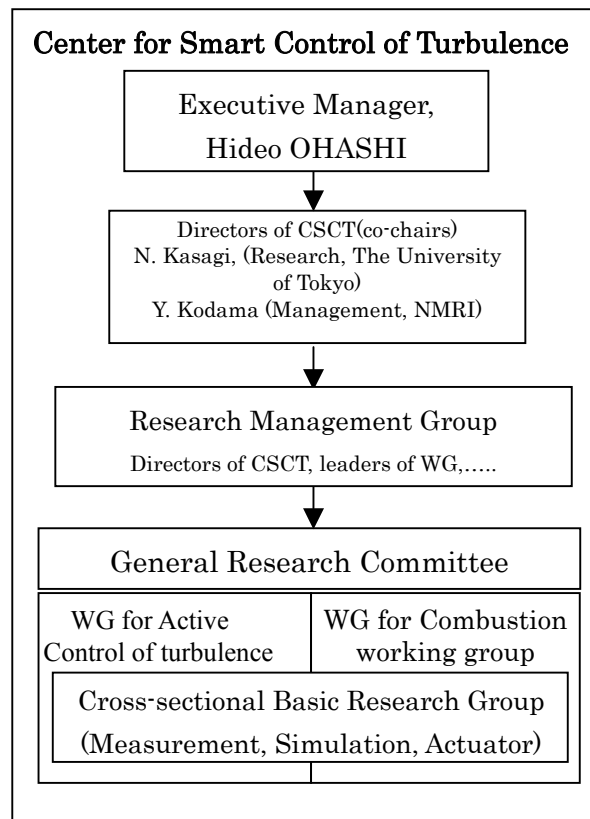 Center for Smart Control of Turbulence
Executive Manager,
Hideo OHASHI
Directors of CSCT(co-chairs)
N. Kasagi, (Research, The University
of Tokyo)
Y. Kodama (Management, NMRI)
Research Management Group
Directors of CSCT, leaders of WG,…..
General Research Committee
WG for Active
Control of turbulence
WG for Combustion
working group
Cross-sectional Basic Research Group
(Measurement, Simulation, Actuator)